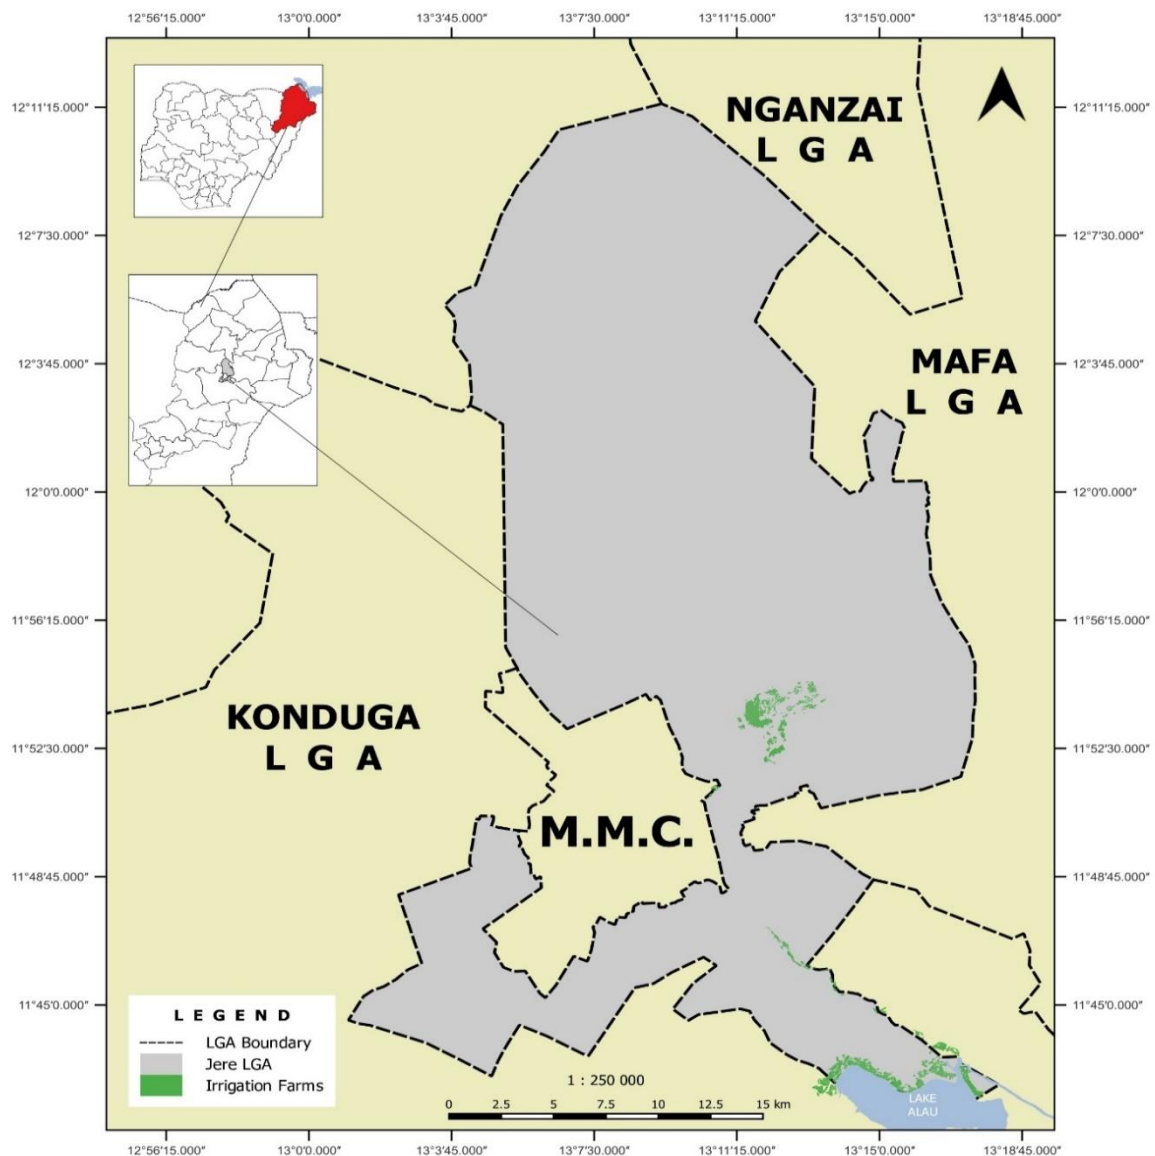 12°56'15.000" 13°0'0.000" 13°3'45.000" 13°7'30.000" 13°11'15.000" 13°15'0.000" 13°18'45.000"
12°11'15.000" 12°11'15.000"
NGANZAI
L G A
12°7'30.000" 12°7'30.000"
12°3'45.000" 12°3'45.000"
MAFA
L G A
12°0'0.000" 12°0'0.000"
11°56'15.000" 11°56'15.000"
KONDUGA
L G A
11°52'30.000" 11°52'30.000"
M.M.C.
11°48'45.000" 11°48'45.000"
11°45'0.000" 11°45'0.000"
L E G E N D
LGA Boundary
Jere LGA
Irrigation Farms
1 : 250 000
0 2.5 5 7.5 10 12.5 15 km
LAKE
ALAU
12°56'15.000" 13°0'0.000" 13°3'45.000" 13°7'30.000" 13°11'15.000" 13°15'0.000" 13°18'45.000"